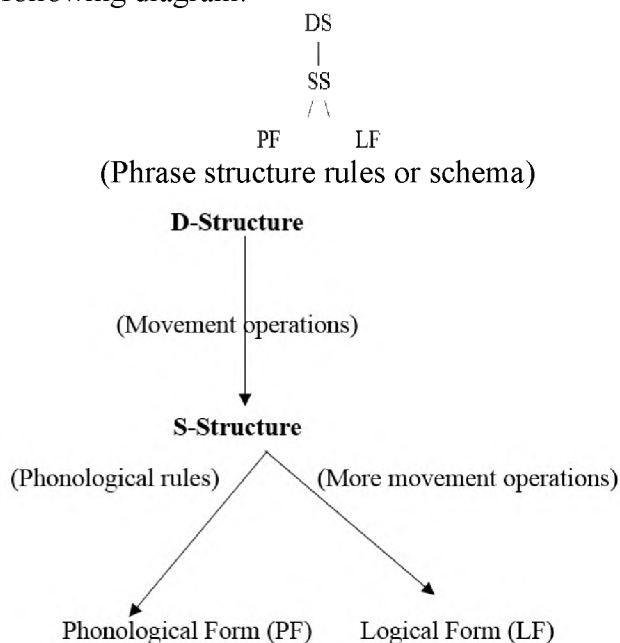 following diagram:
DS
SS
PF LF
(Phrase structure rules or schema)
D-Structure
(Movement operations)
S-Structure
(Phonological rules) (More movement operations)
Phonological Form (PF) Logical Form (LF)